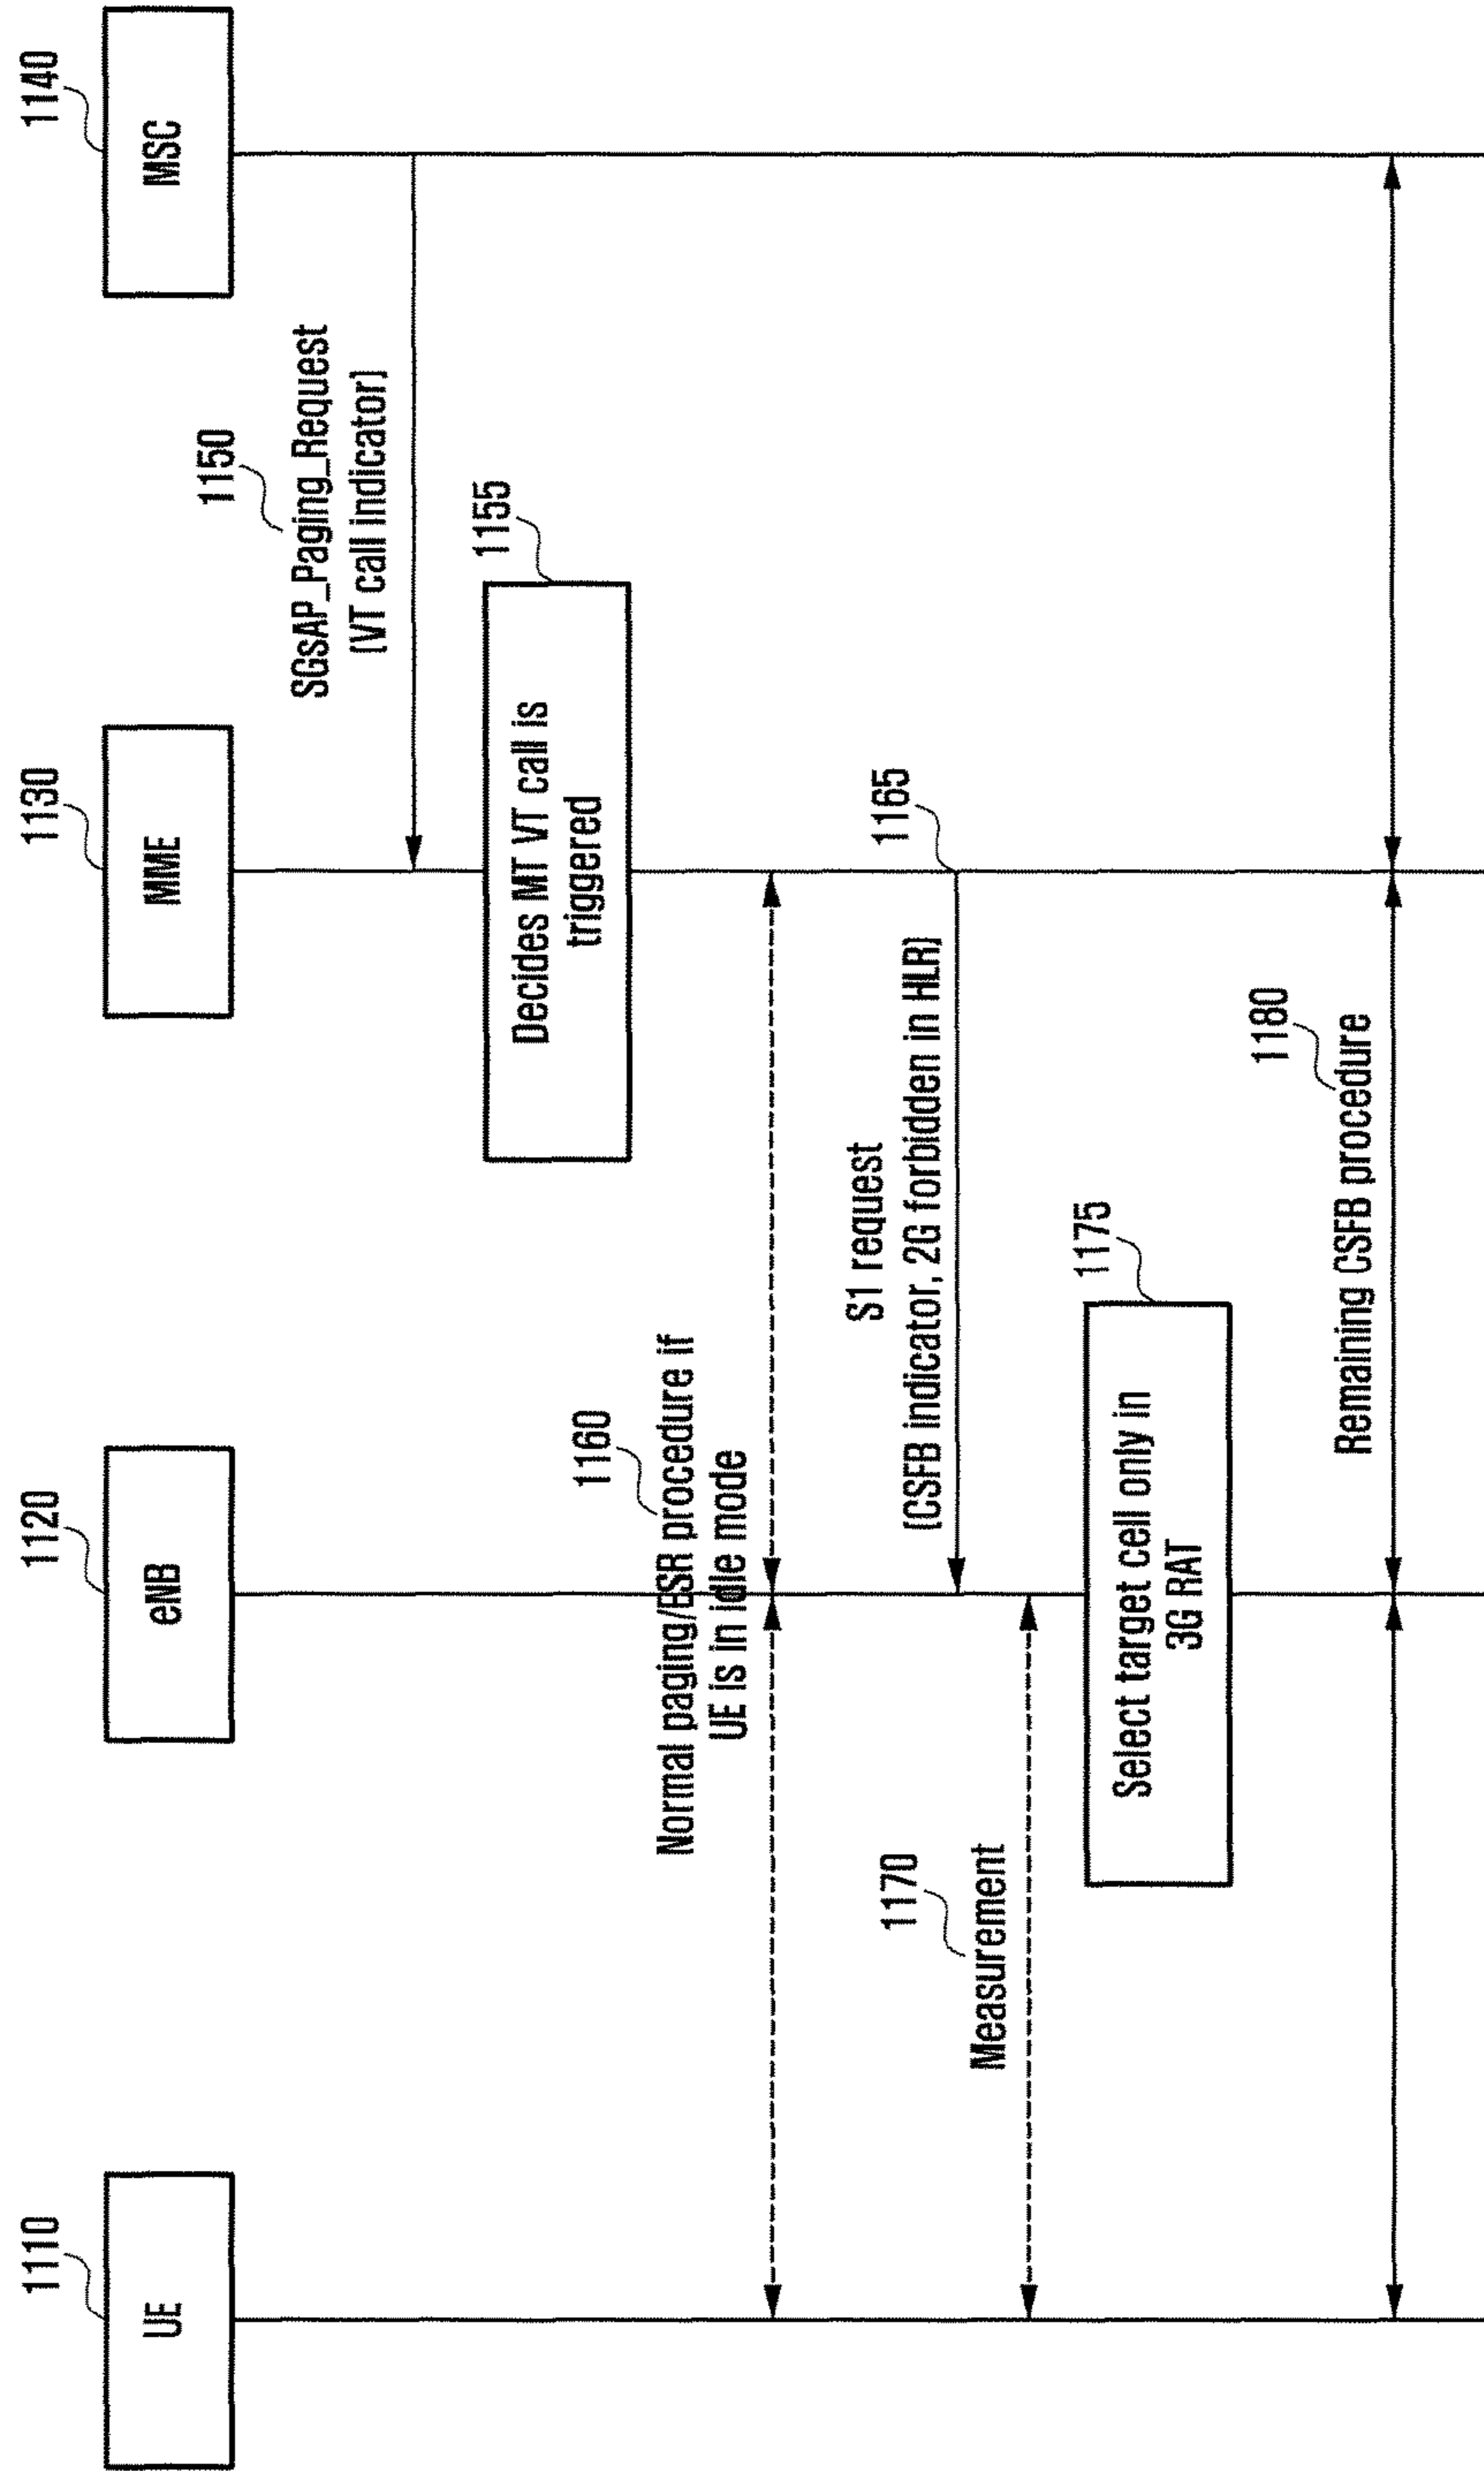 1110
UE
1120
eNB
1130
MME
1140
MSC
1150
SGsAP_Paging_Request
(VT call indicator)
1155
Decides MT VT call is
triggered
1160
Normal paging/BSR procedure if
UE is in idle mode
1165
S1 request
(CSFB indicator, 2G forbidden in HLR)
1170
Measurement
1175
Select target cell only in
3G RAT
1180
Remaining CSFB procedure